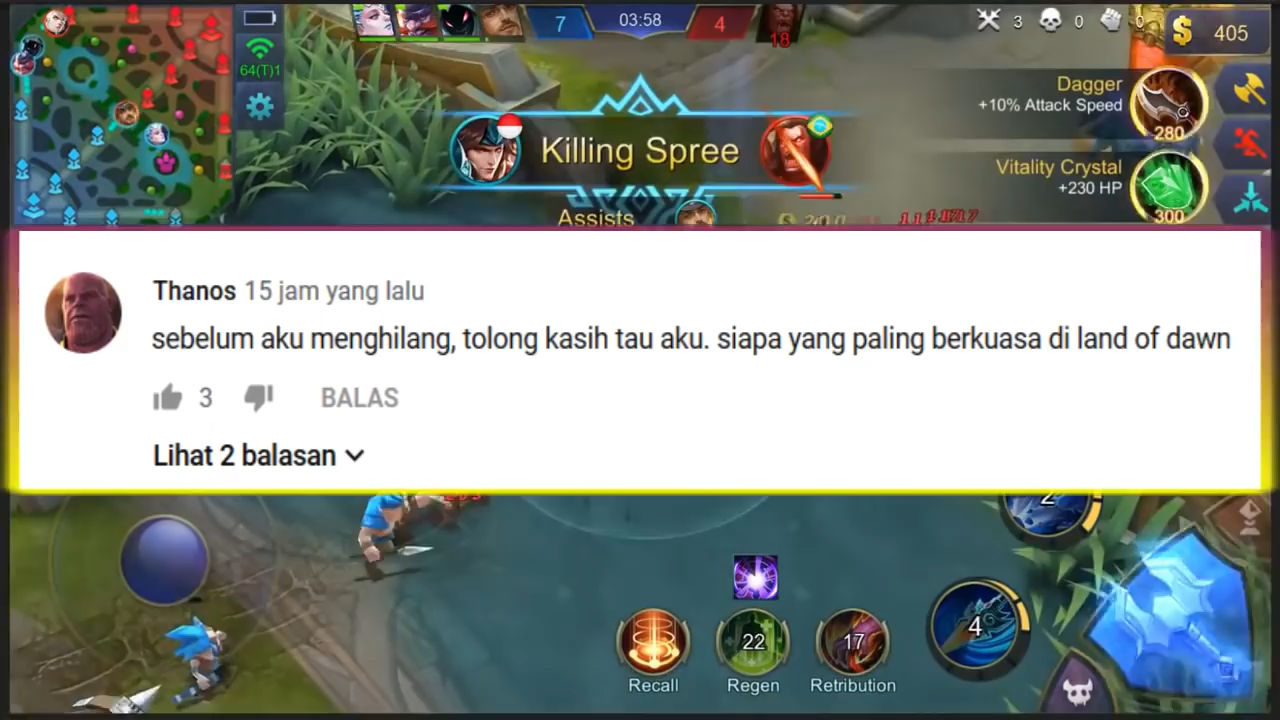 7 03:58 4
3 0 0
405
64(T)1
18
Dagger
+10% Attack Speed
280
Killing Spree
Vitality Crystal
+230 HP
300
Assists
Thanos 15 jam yang lalu
sebelum aku menghilang, tolong kasih tau aku. siapa yang paling berkuasa di land of dawn
3 BALAS
Lihat 2 balasan
2
22 17 4
Recall Regen Retribution